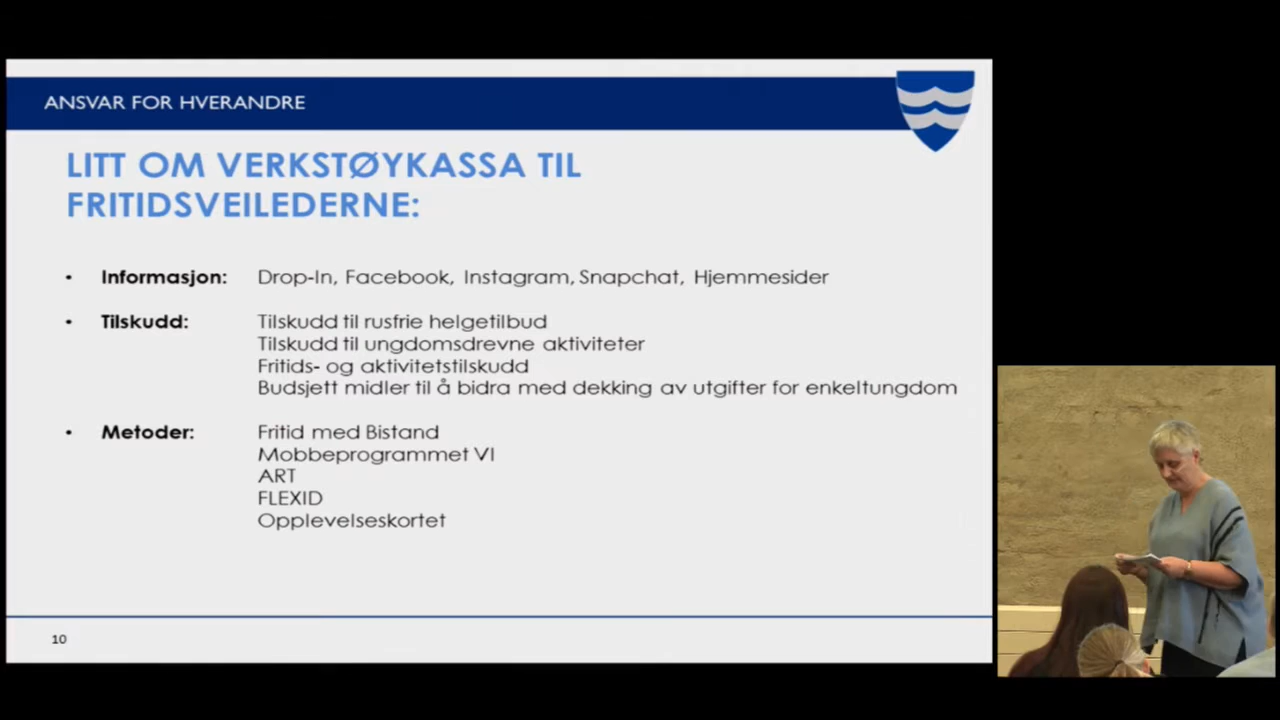 ANSVAR FOR HVERANDRE
LITT OM VERKSTØYKASSA TIL
FRITIDSVEILEDERNE:
• Informasjon: Drop-In, Facebook, Instagram, Snapchat, Hjemmesider
• Tilskudd: Tilskudd til rusfrie helgetilbud
Tilskudd til ungdomsdrevne aktiviteter
Fritids- og aktivitetstilskudd
Budsjett midler til å bidra med dekking av utgifter for enkeltungdom
• Metoder: Fritid med Bistand
Mobbeprogrammet VI
ART
FLEXID
Opplevelseskortet
10